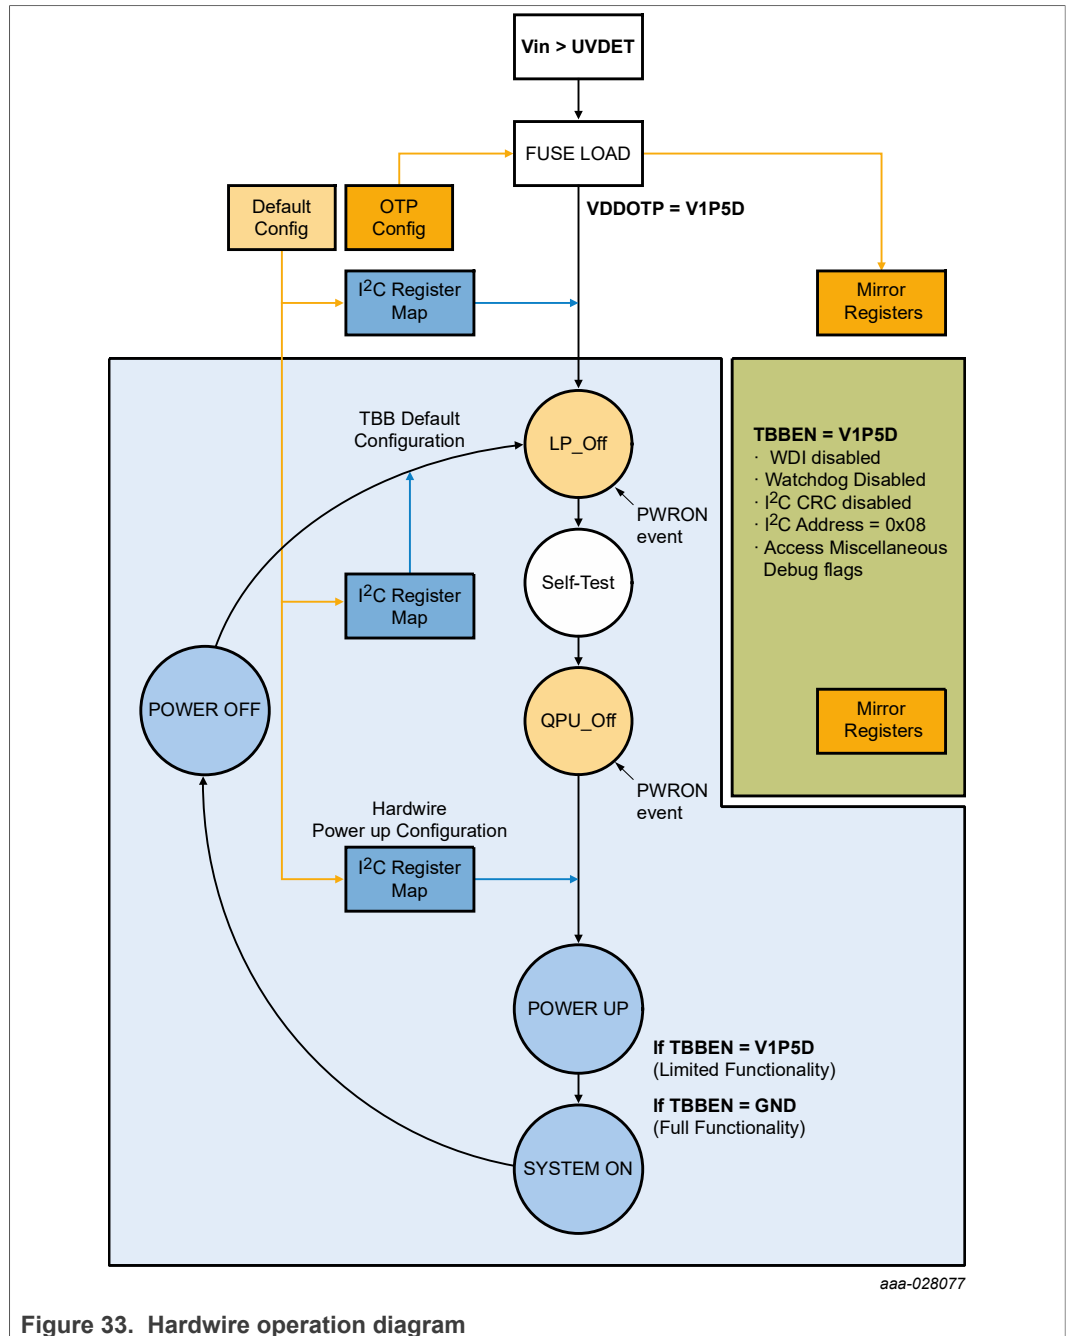 Vin > UVDET
FUSE LOAD
VDDOTP = V1P5D
Default
Config
OTP
Config
I2C Register
Map
Mirror
Registers
TBB Default
Configuration
LP_Off
PWRON
event
TBBEN = V1P5D
· WDI disabled
· Watchdog Disabled
· I2C CRC disabled
· I2C Address = 0x08
· Access Miscellaneous
Debug flags
Self-Test
I2C Register
Map
POWER OFF
QPU_Off
Mirror
Registers
PWRON
event
Hardwire
Power up Configuration
I2C Register
Map
POWER UP
If TBBEN = V1P5D
(Limited Functionality)
If TBBEN = GND
(Full Functionality)
SYSTEM ON
aaa-028077
Figure 33. Hardwire operation diagram